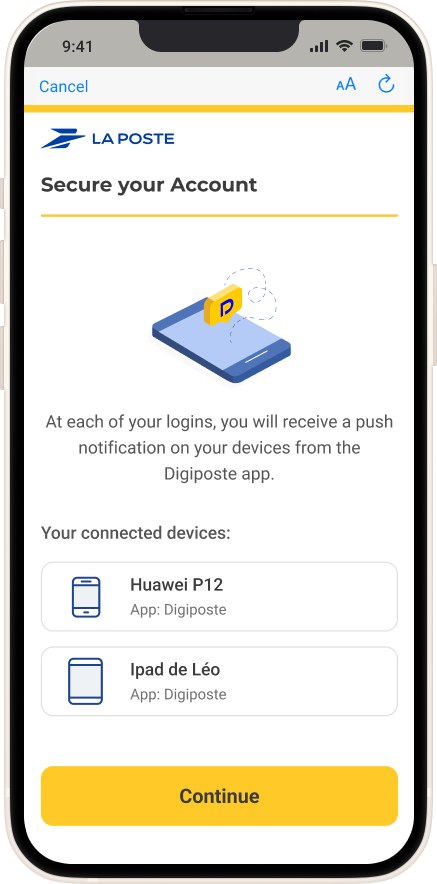 9:41
Cancel
AA
LA POSTE
Secure your Account
At each of your logins, you will receive a push
notification on your devices from the
Digiposte app.
Your connected devices:
Huawei P12
App: Digiposte
Ipad de Léo
App: Digiposte
Continue